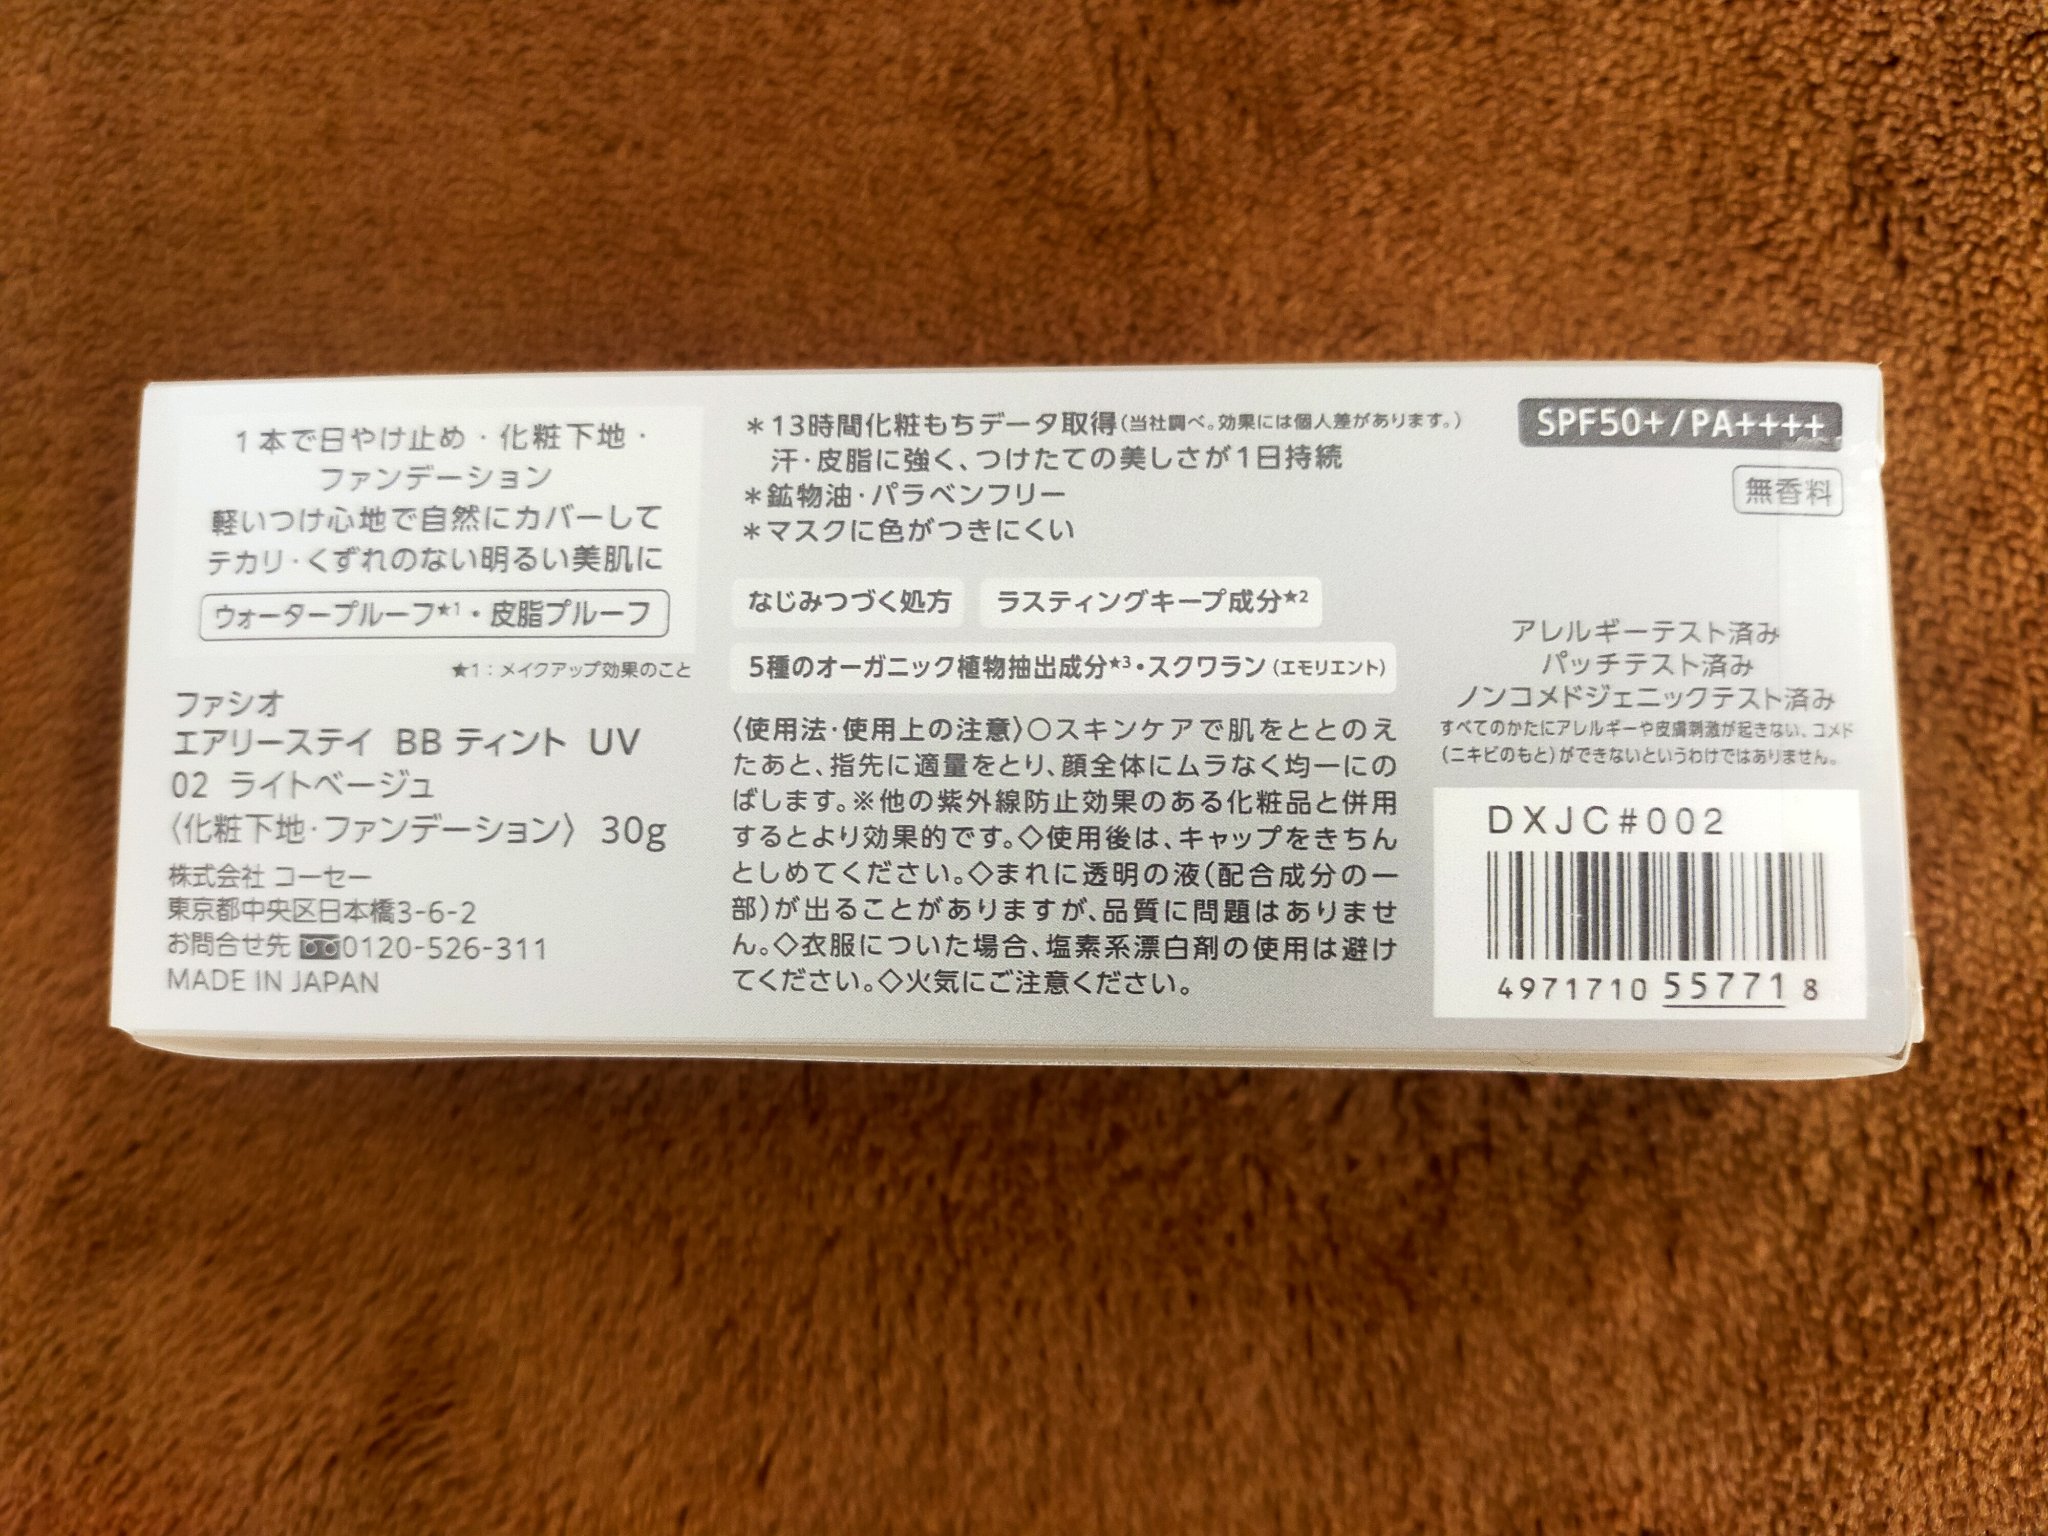 1本で日やけ止め・化粧下地・
ファンデーション
軽いつけ心地で自然にカバーして
テカリ・くずれのない明るい美肌に
ウォータープルーフ★1・皮脂プルーフ
★1：メイクアップ効果のこと
ファシオ
エアリーステイ BB ティント UV
02 ライトベージュ
〈化粧下地・ファンデーション〉 30g
株式会社 コーセー
東京都中央区日本橋3-6-2
お問合せ先 0120-526-311
MADE IN JAPAN
＊13時間化粧もちデータ取得（当社調べ。効果には個人差があります。）
汗・皮脂に強く、つけたての美しさが1日持続
＊鉱物油・パラベンフリー
＊マスクに色がつきにくい
なじみつづく処方 ラスティングキープ成分★2
5種のオーガニック植物抽出成分★3・スクワラン（エモリエント）
〈使用法・使用上の注意〉○スキンケアで肌をととのえ
たあと、指先に適量をとり、顔全体にムラなく均一にの
ばします。※他の紫外線防止効果のある化粧品と併用
するとより効果的です。◇使用後は、キャップをきちん
としめてください。◇まれに透明の液（配合成分の一
部）が出ることがありますが、品質に問題はありませ
ん。◇衣服についた場合、塩素系漂白剤の使用は避け
てください。◇火気にご注意ください。
SPF50+/PA++++
無香料
アレルギーテスト済み
パッチテスト済み
ノンコメドジェニックテスト済み
すべてのかたにアレルギーや皮膚刺激が起きない、コメド
（ニキビのもと）ができないというわけではありません。
DXJC#002
4971710 55771 8